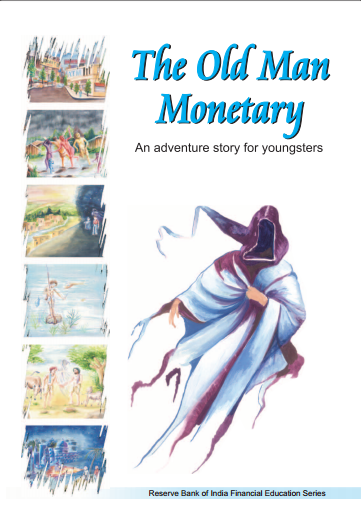 The Old Man
Monetary
An adventure story for youngsters
Reserve Bank of India Financial Education Series